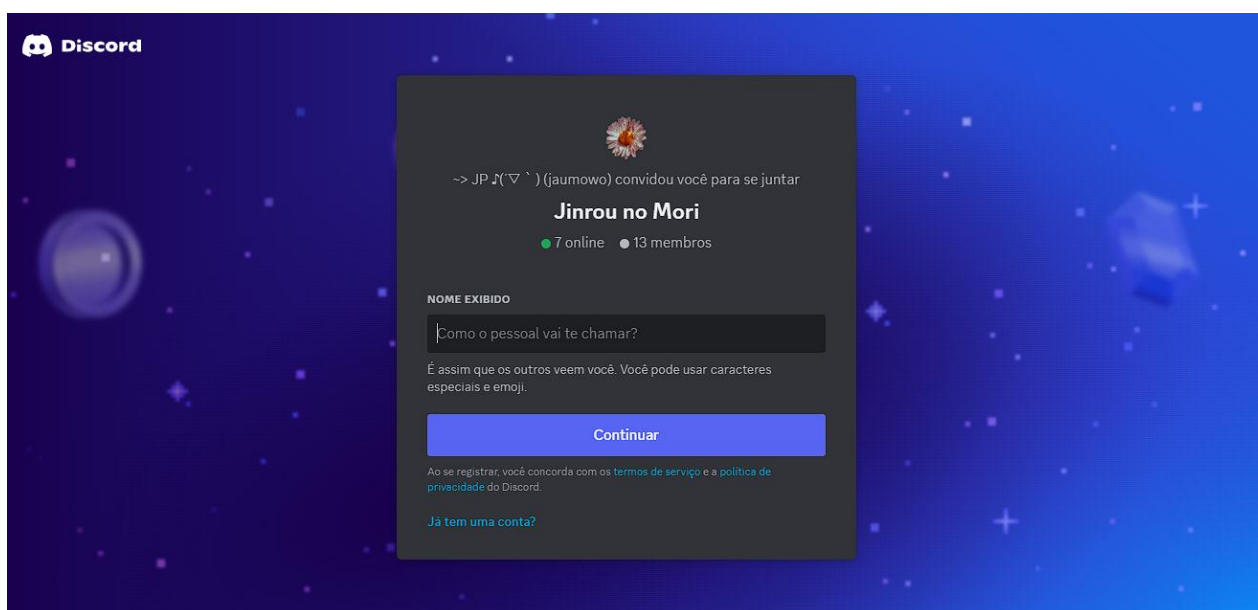 Discord
~> JP ♪(´▽｀) (jaumowo) convidou você para se juntar
Jinrou no Mori
7 online 13 membros
NOME EXIBIDO
Como o pessoal vai te chamar?
É assim que os outros veem você. Você pode usar caracteres
especiais e emoji.
Continuar
Ao se registrar, você concorda com os termos de serviço e a política de
privacidade do Discord.
Já tem uma conta?